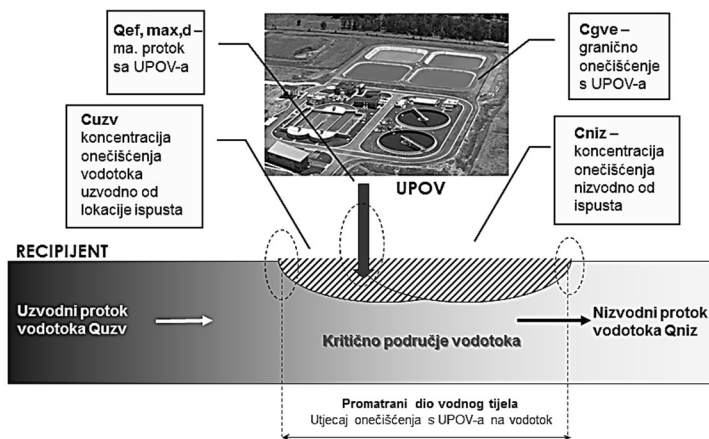 Qef, max,d –
ma. protok
sa UPOV-a
Cgve –
granično
onečišćenje
s UPOV-a
Cuzv
koncentracija
onečišćenja
vodotoka
uzvodno od
lokacije ispusta
Cniz –
koncentracija
onečišćenja
nizvodno od
ispusta
UPOV
RECIPIJENT
Uzvodni protok
vodotoka Quzv
Kritično područje vodotoka
Nizvodni protok
vodotoka Qniz
Promatrani dio vodnog tijela
Utjecaj onečišćenja s UPOV-a na vodotok